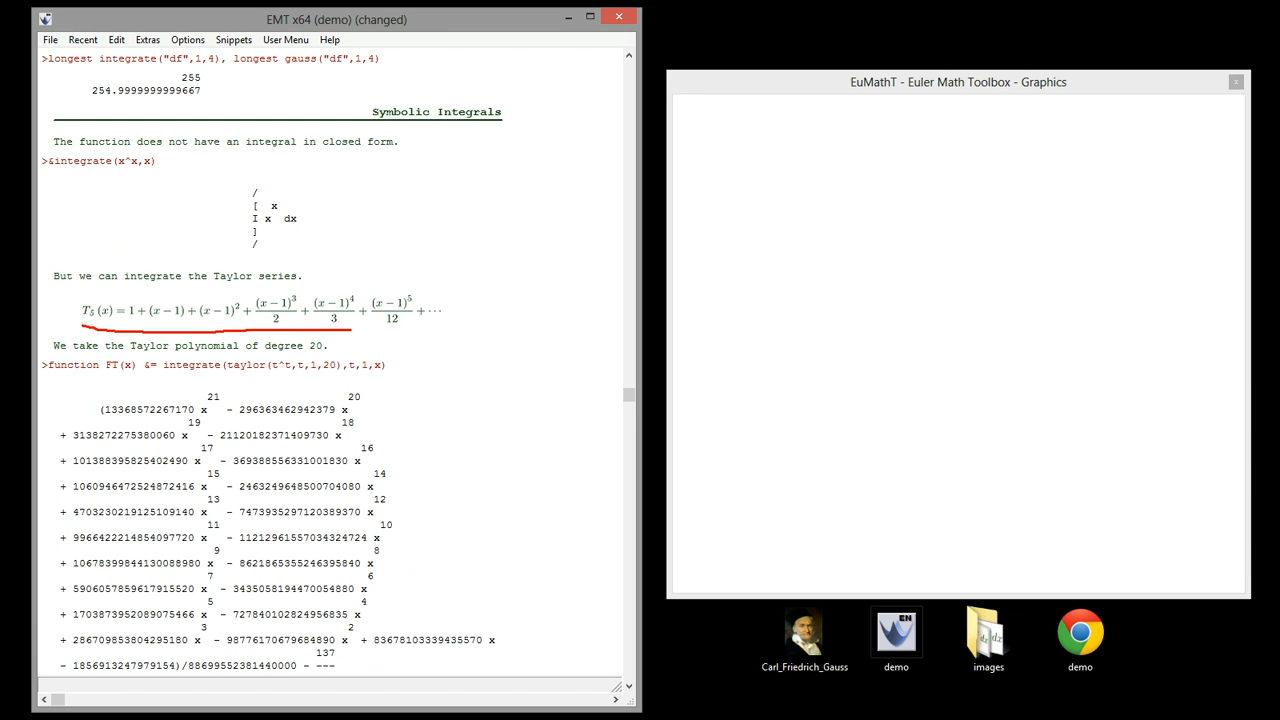 EMT x64 (demo) (changed)
File Recent Edit Extras Options Snippets User Menu Help
>longest integrate("df",1,4), longest gauss("df",1,4)
255
254.9999999999667
Symbolic Integrals
The function does not have an integral in closed form.
>&integrate(x^x,x)
/
[ x
I x dx
]
/
But we can integrate the Taylor series.
T₅(x) = 1 + (x − 1) + (x − 1)² + (x − 1)³/2 + (x − 1)⁴/3 + (x − 1)⁵/12 + ···
We take the Taylor polynomial of degree 20.
>function FT(x) &= integrate(taylor(t^t,t,1,20),t,1,x)
21 20
(13368572267170 x - 296363462942379 x
19 18
+ 3138272275380060 x - 21120182371409730 x
17 16
+ 101388395825402490 x - 369388556331001830 x
15 14
+ 1060946472524872416 x - 2463249648500704080 x
13 12
+ 4703230219125109140 x - 7473935297120389370 x
11 10
+ 9966422214854097720 x - 11212961557034324724 x
9 8
+ 10678399844130088980 x - 8621865355246395840 x
7 6
+ 5906057859617915520 x - 3435058194470054880 x
5 4
+ 1703873952089075466 x - 727840102824956835 x
3 2
+ 286709853804295180 x - 98776170679684890 x + 83678103339435570 x
137
- 1856913247979154)/88699552381440000 - ---
EuMathT - Euler Math Toolbox - Graphics
Carl_Friedrich_Gauss
EN
demo
images
demo